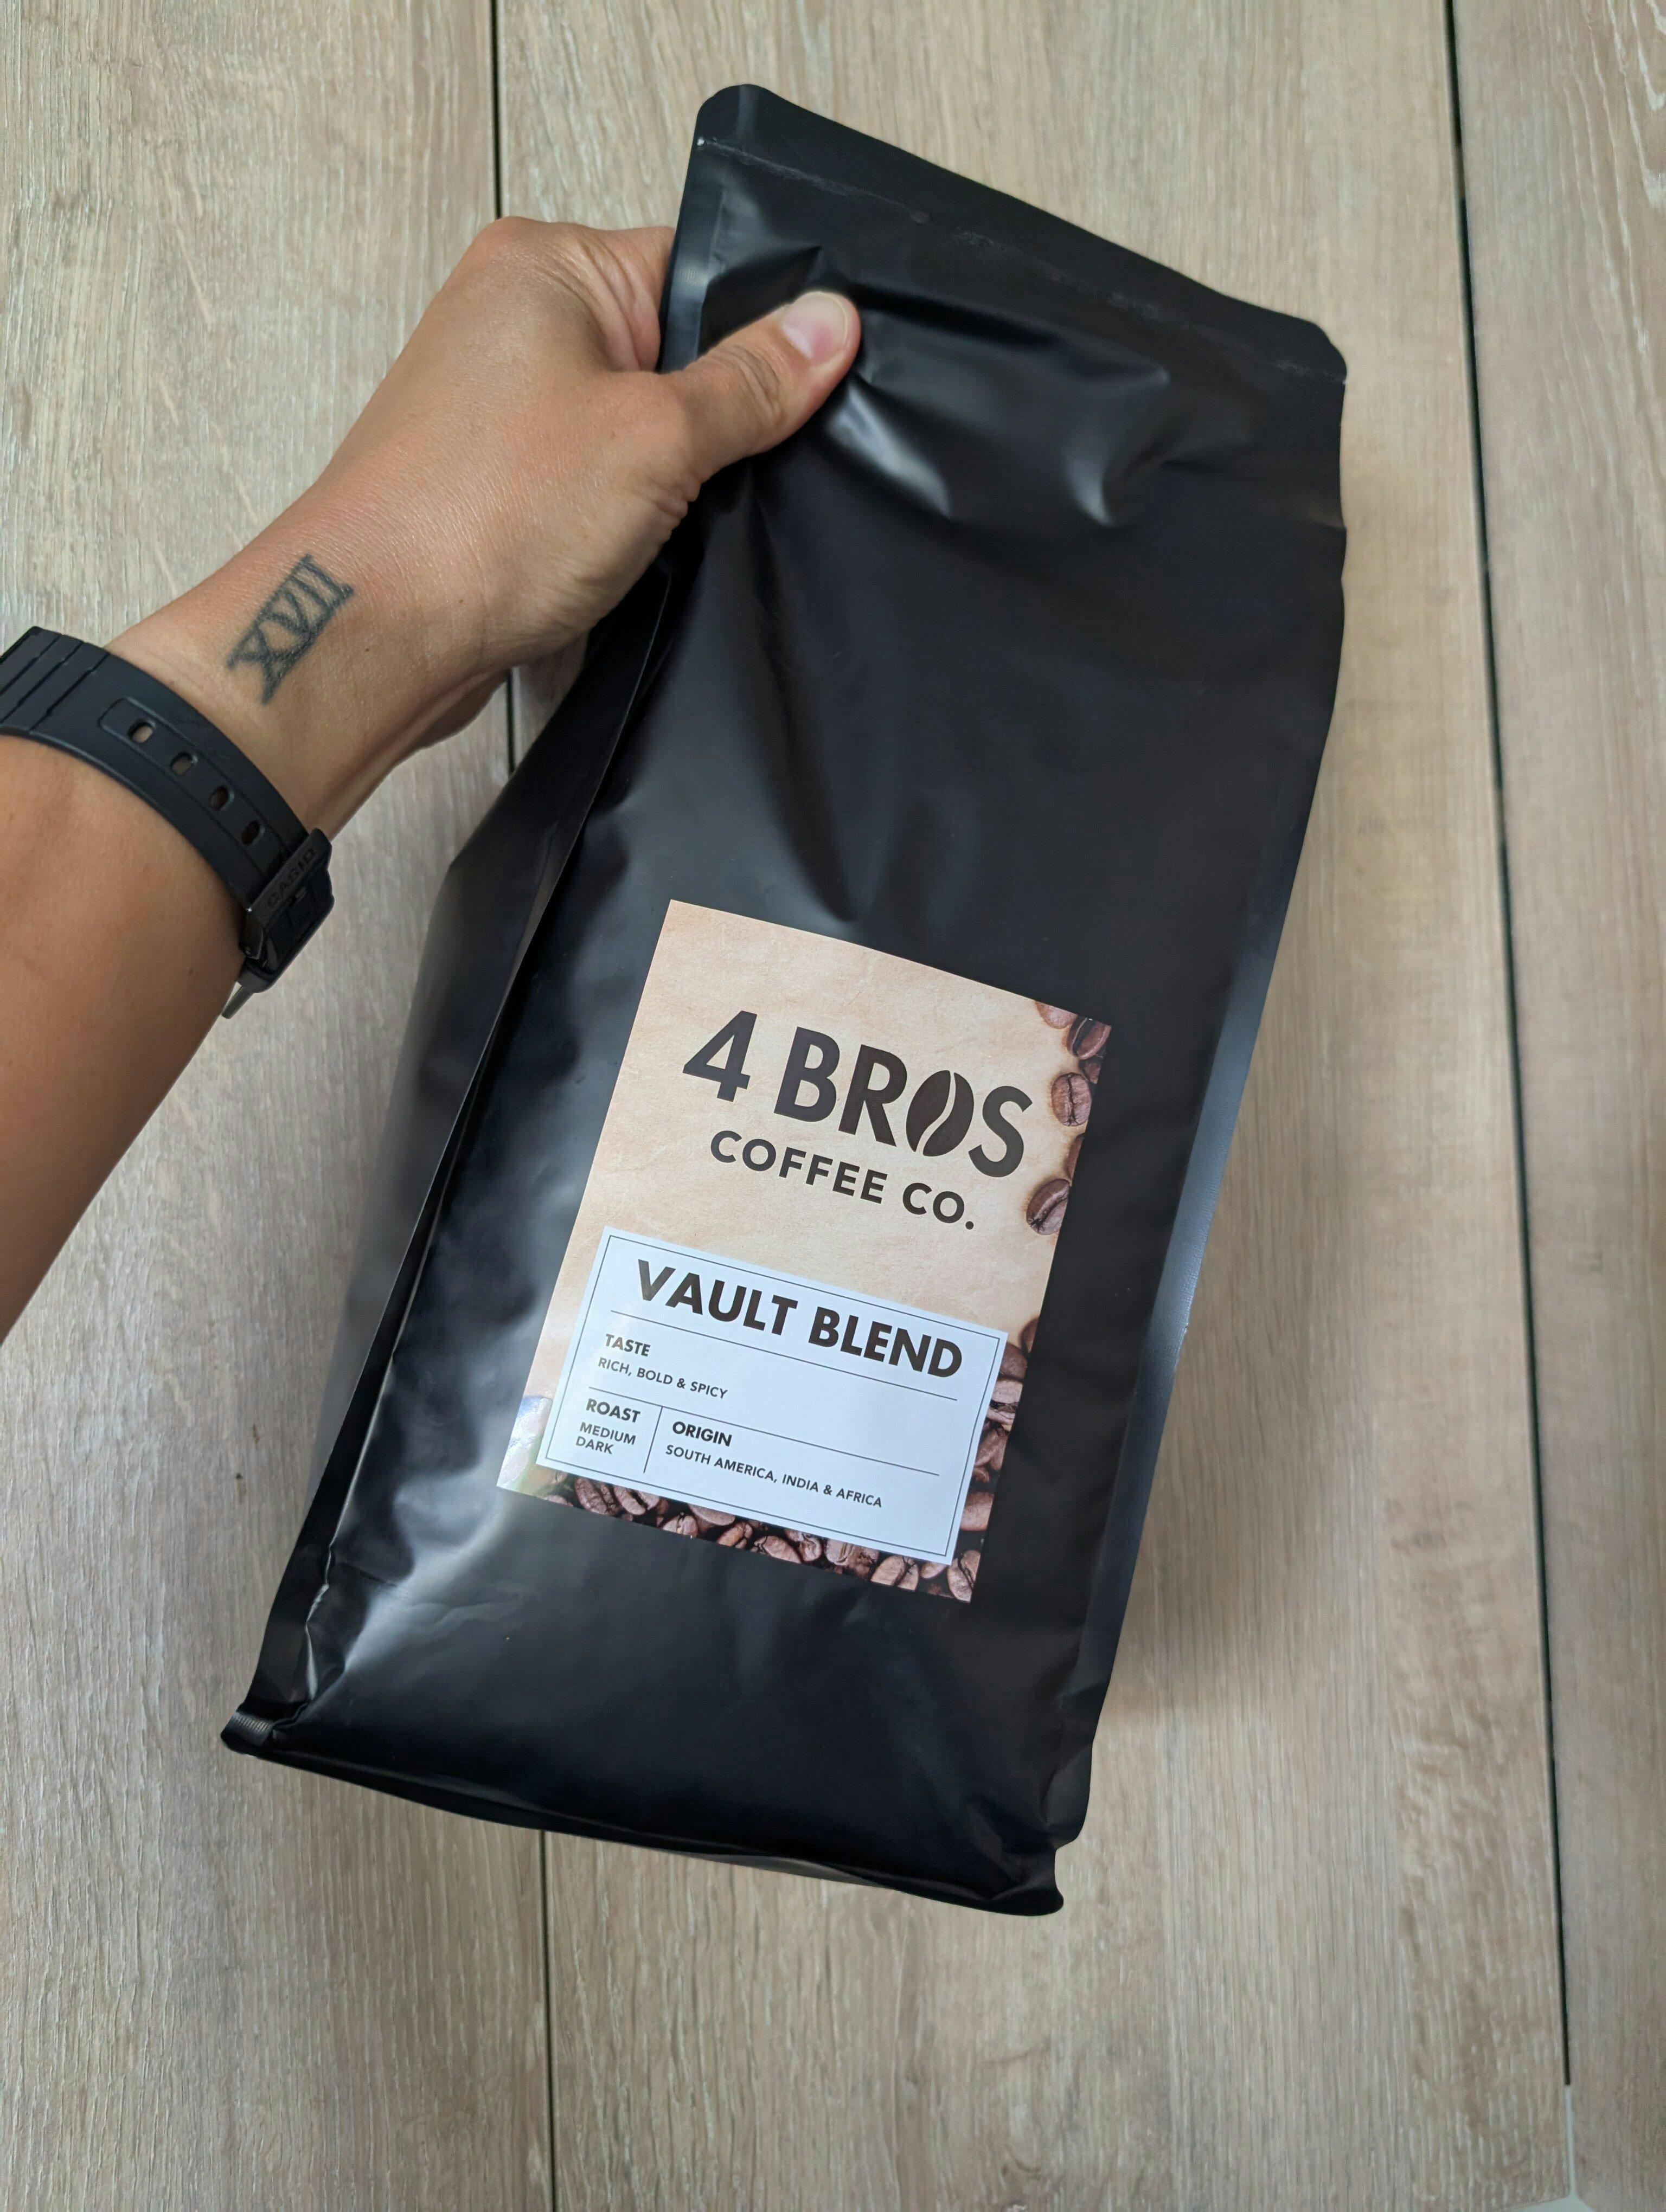 XVII
CASIO
4 BROS
COFFEE CO.
VAULT BLEND
TASTE
RICH, BOLD & SPICY
ROAST
MEDIUM
DARK
ORIGIN
SOUTH AMERICA, INDIA & AFRICA